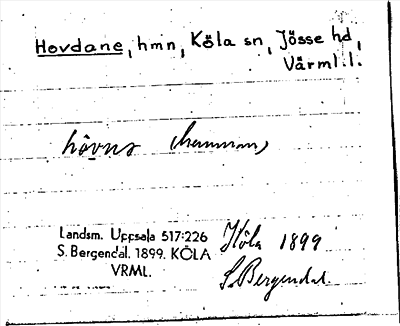 Hovdane, hmn, Köla sn, Jösse hd,
Värml.l.
hôvns (hemman)
Landsm. Uppsala 517:226
S. Bergendal. 1899. KÖLA
VRML.
Köla 1899
S. Bergendal.